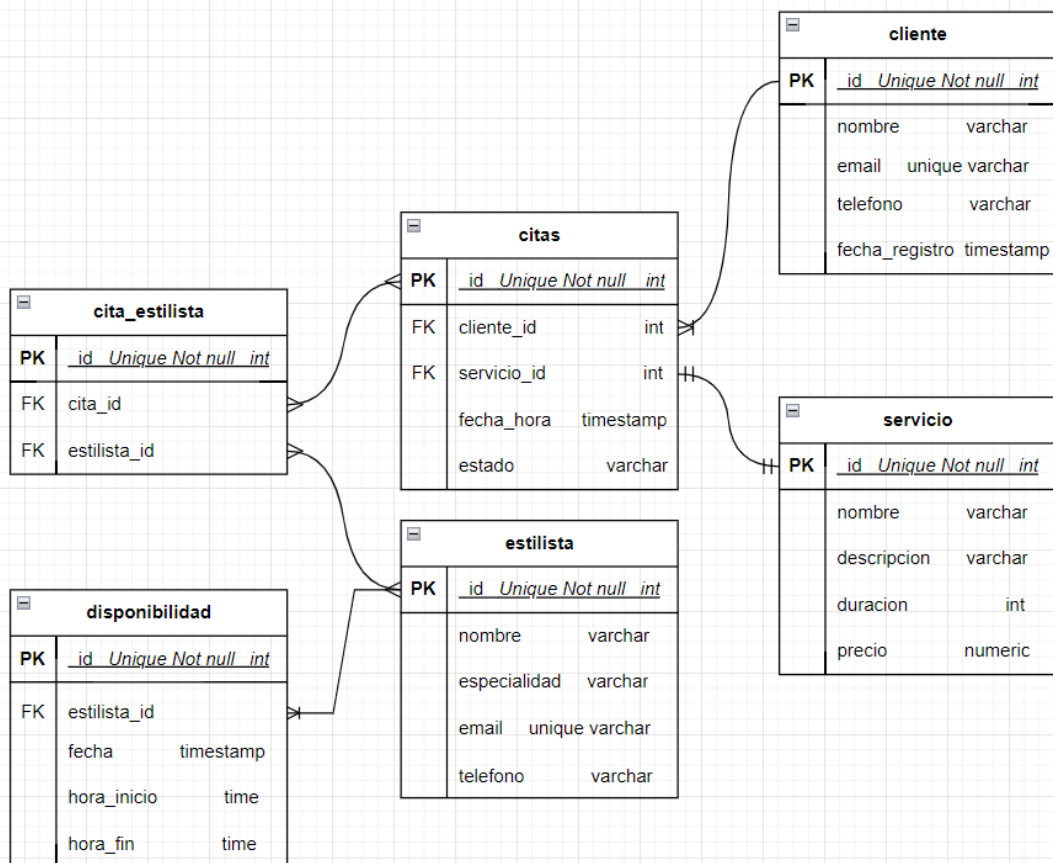 cliente
PK id Unique Not null int
nombre varchar
email unique varchar
telefono varchar
fecha_registro timestamp
citas
PK id Unique Not null int
FK cliente_id int
FK servicio_id int
fecha_hora timestamp
estado varchar
cita_estilista
PK id Unique Not null int
FK cita_id
FK estilista_id
servicio
PK id Unique Not null int
nombre varchar
descripcion varchar
duracion int
precio numeric
estilista
PK id Unique Not null int
nombre varchar
especialidad varchar
email unique varchar
telefono varchar
disponibilidad
PK id Unique Not null int
FK estilista_id
fecha timestamp
hora_inicio time
hora_fin time